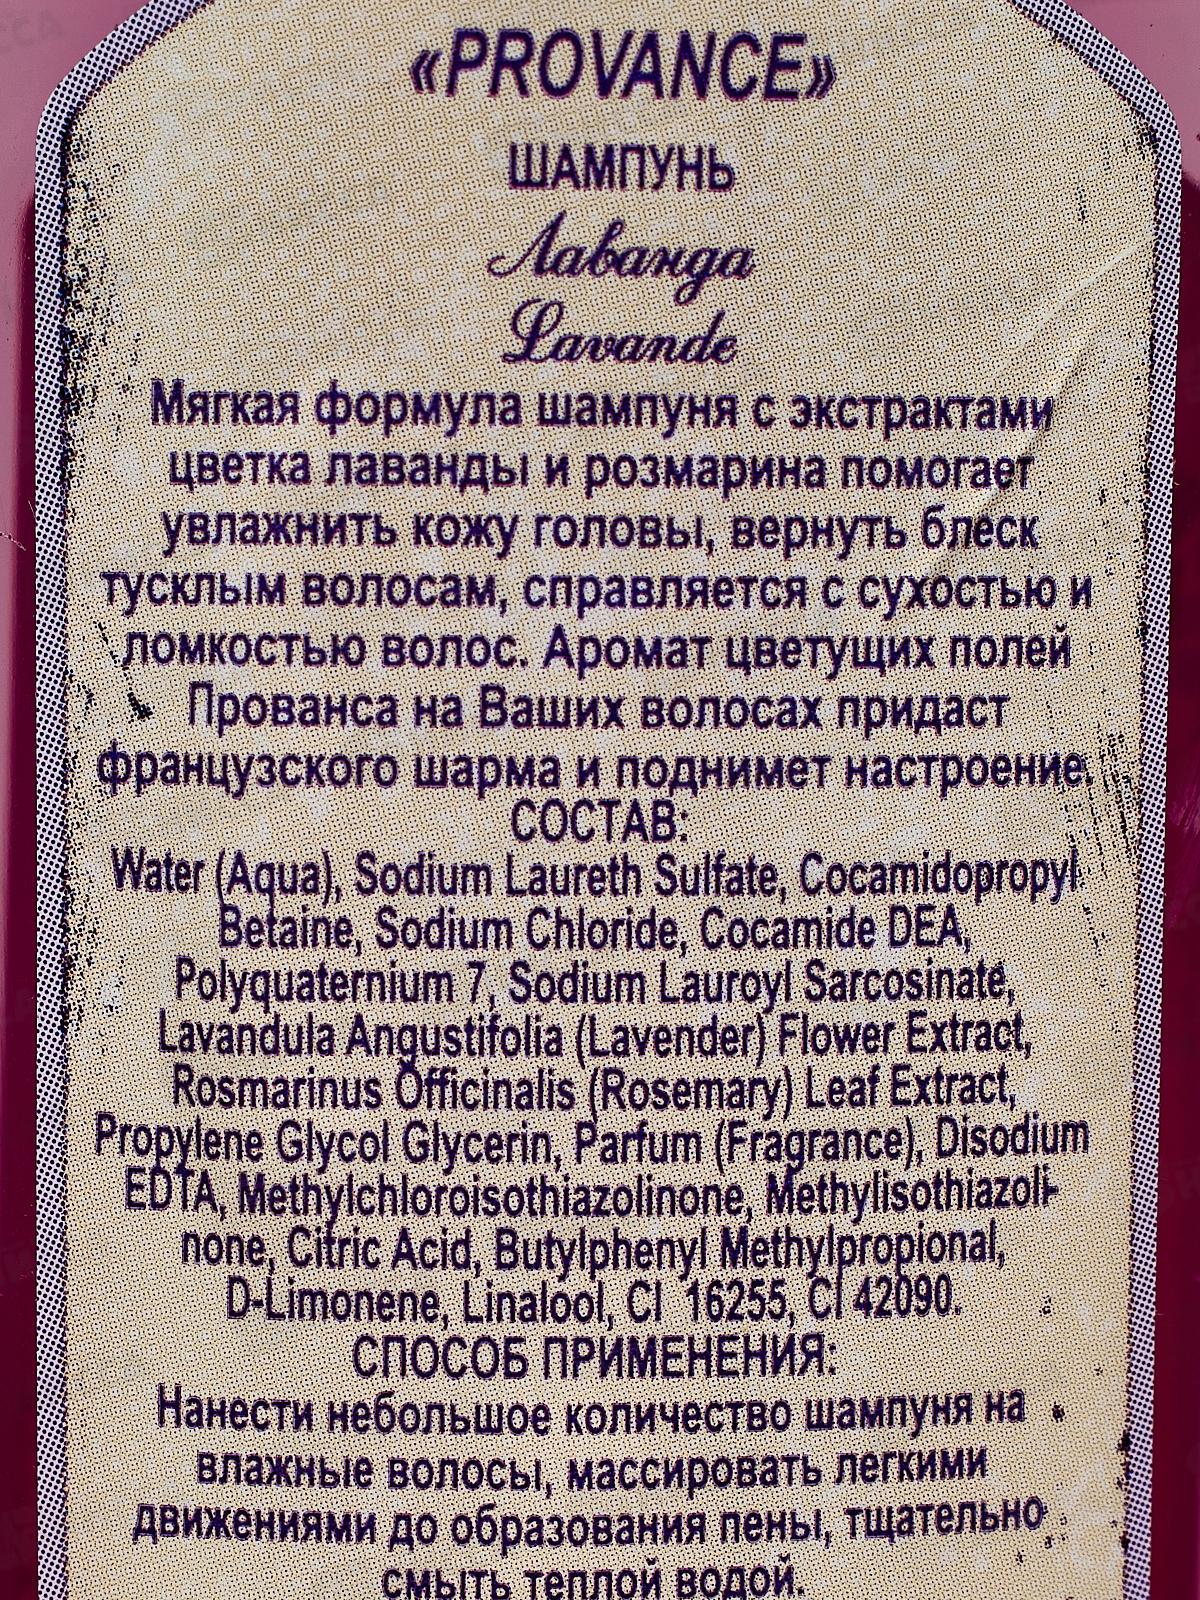 «PROVANCE»
ШАМПУНЬ
Лаванда
Lavande
Мягкая формула шампуня с экстрактами
цветка лаванды и розмарина помогает
увлажнить кожу головы, вернуть блеск
тусклым волосам, справляется с сухостью и
ломкостью волос. Аромат цветущих полей
Прованса на Ваших волосах придаст
французского шарма и поднимет настроение.
СОСТАВ:
Water (Aqua), Sodium Laureth Sulfate, Cocamidopropyl
Betaine, Sodium Chloride, Cocamide DEA,
Polyquaternium 7, Sodium Lauroyl Sarcosinate,
Lavandula Angustifolia (Lavender) Flower Extract,
Rosmarinus Officinalis (Rosemary) Leaf Extract,
Propylene Glycol Glycerin, Parfum (Fragrance), Disodium
EDTA, Methylchloroisothiazolinone, Methylisothiazoli-
none, Citric Acid, Butylphenyl Methylpropional,
D-Limonene, Linalool, CI 16255, CI 42090.
СПОСОБ ПРИМЕНЕНИЯ:
Нанести небольшое количество шампуня на
влажные волосы, массировать легкими
движениями до образования пены, тщательно
смыть теплой водой.